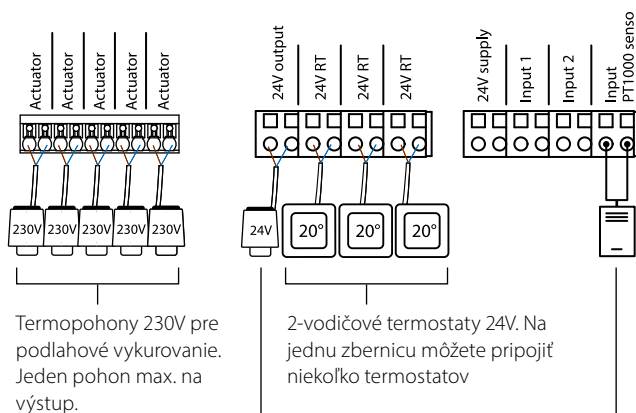 Actuator
Actuator
Actuator
Actuator
Actuator
24V output
24V RT
24V RT
24V RT
24V supply
Input 1
Input 2
Input
PT1000 senso
230V
230V
230V
230V
230V
24V
20°
20°
20°
Termopohony 230V pre
podlahové vykurovanie.
Jeden pohon max. na
výstup.
2-vodičové termostaty 24V. Na
jednu zbernicu môžete pripojiť
niekoľko termostatov